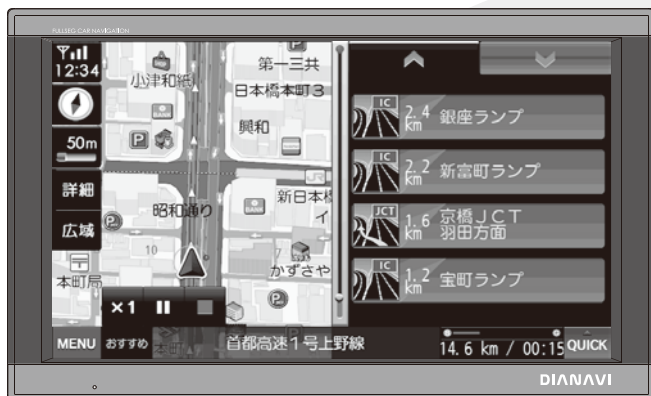 FULLSEG CAR NAVIGATION
12:34
50m
詳細
広域
小津和紙
第一三共
日本橋本町3
興和
P
BANK
JR
新日本橋
昭和通り
BANK
P
10
7
かずさや
本町局
P
×1
MENU
おすすめ
本町
首都高速1号上野線
IC
2.4
km
銀座ランプ
IC
2.2
km
新富町ランプ
JCT
1.6
km
京橋JCT
羽田方面
IC
1.2
km
宝町ランプ
14.6 km / 00:15
QUICK
DIANAVI